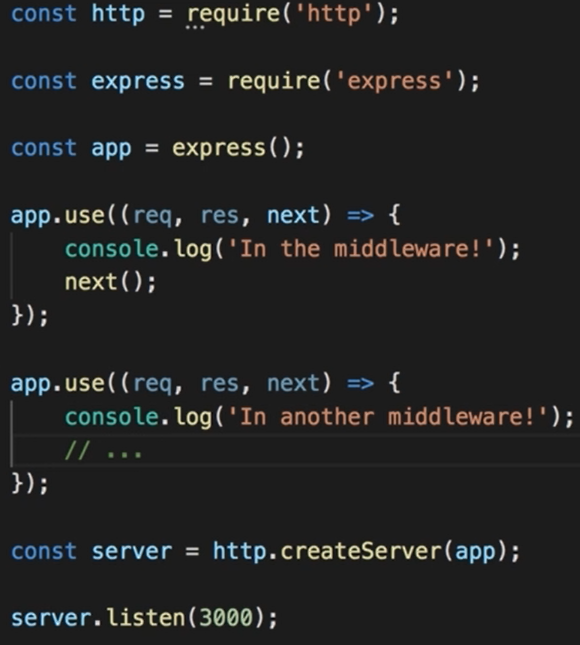 const http = require('http');
const express = require('express');
const app = express();
app.use((req, res, next) => {
    console.log('In the middleware!');
    next();
});
app.use((req, res, next) => {
    console.log('In another middleware!');
    // ...
});
const server = http.createServer(app);
server.listen(3000);